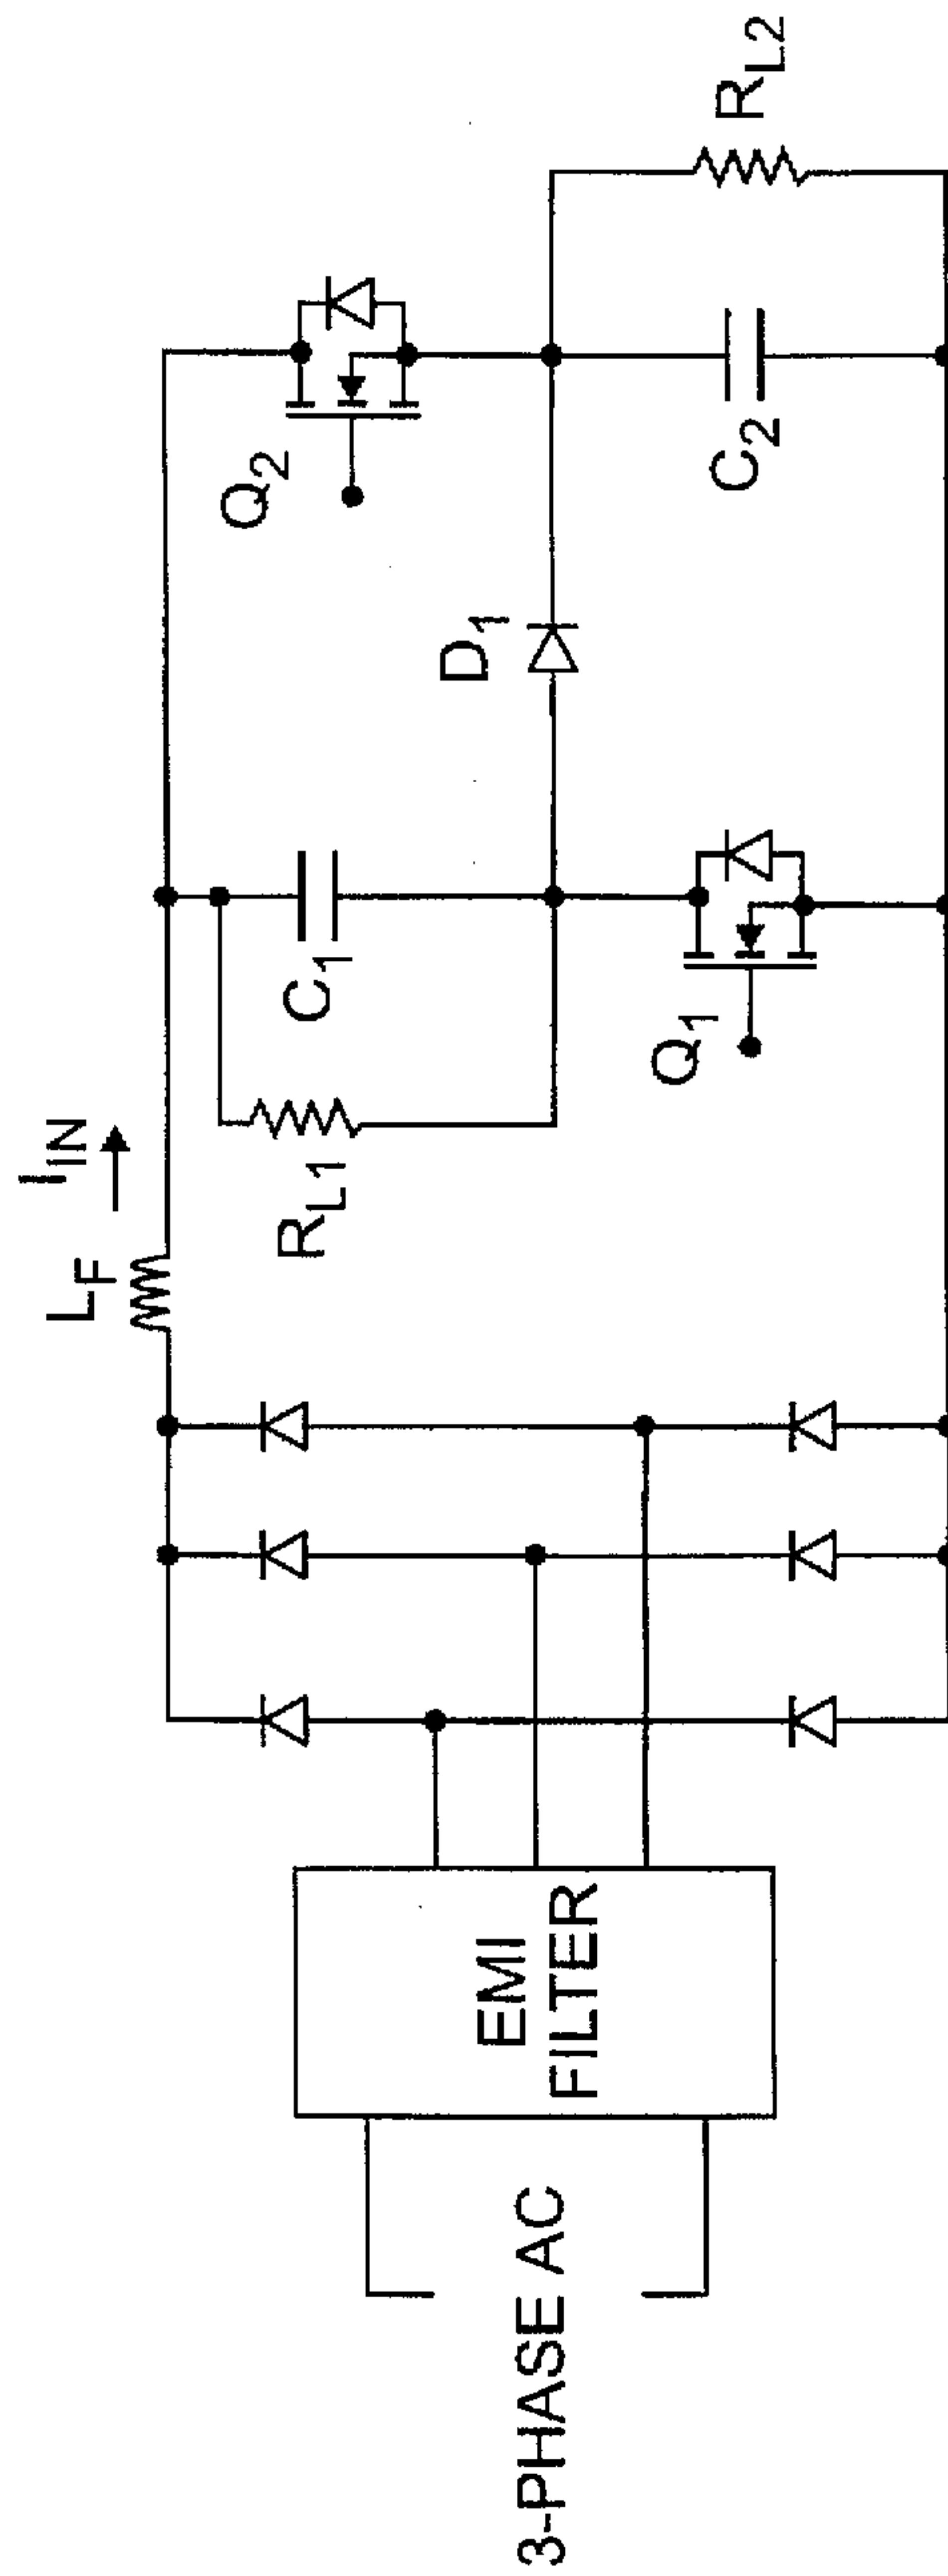 3-PHASE AC
EMI
FILTER
L_F
I_IN
R_L1
C_1
Q_1
D_1
Q_2
C_2
R_L2